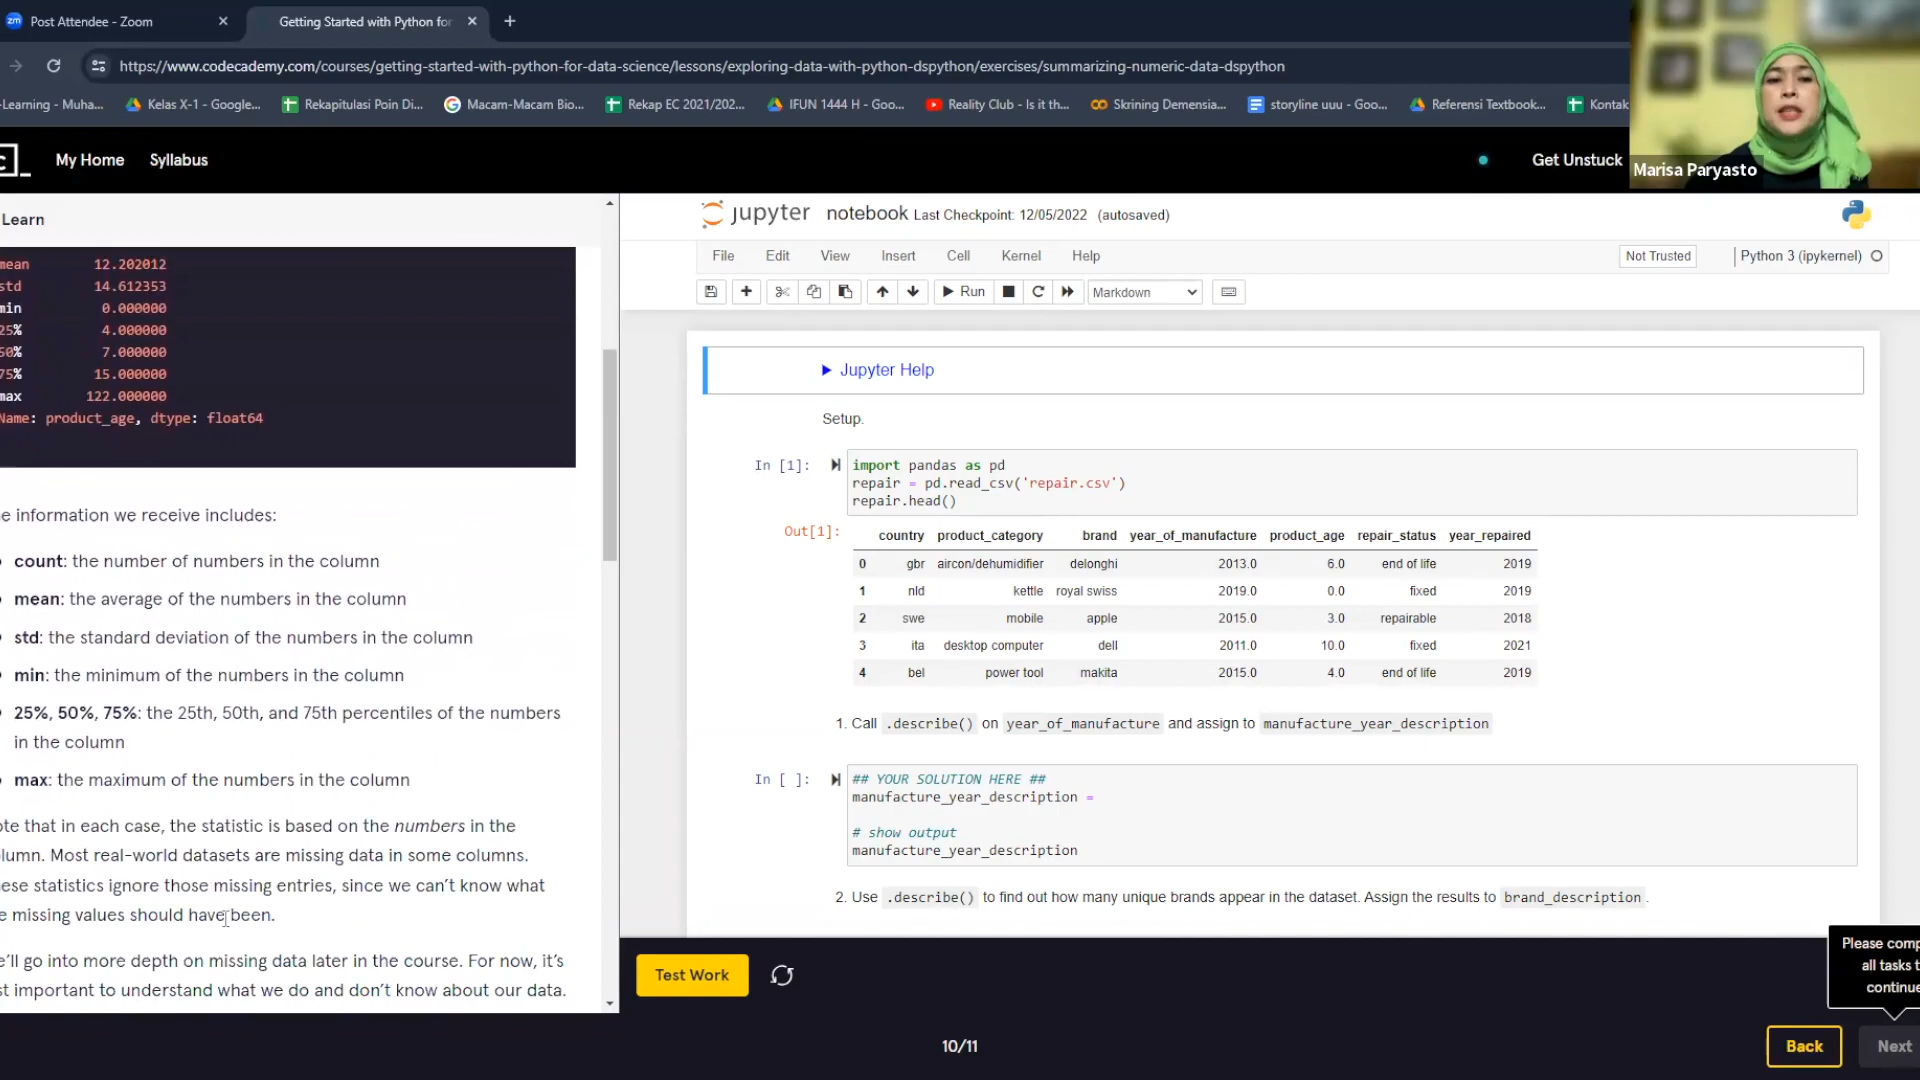 Post Attendee - Zoom
Getting Started with Python for
https://www.codecademy.com/courses/getting-started-with-python-for-data-science/lessons/exploring-data-with-python-dspython/exercises/summarizing-numeric-data-dspython
-Learning - Muha...
Kelas X-1 - Google...
Rekapitulasi Poin Di...
Macam-Macam Bio...
Rekap EC 2021/202...
IFUN 1444 H - Goo...
Reality Club - Is it th...
Skrining Demensia...
storyline uuu - Goo...
Referensi Textbook...
Kontak
My Home
Syllabus
Get Unstuck
Marisa Paryasto
Learn
mean 12.202012
std 14.612353
min 0.000000
25% 4.000000
50% 7.000000
75% 15.000000
max 122.000000
Name: product_age, dtype: float64
e information we receive includes:
count: the number of numbers in the column
mean: the average of the numbers in the column
std: the standard deviation of the numbers in the column
min: the minimum of the numbers in the column
25%, 50%, 75%: the 25th, 50th, and 75th percentiles of the numbers
in the column
max: the maximum of the numbers in the column
ote that in each case, the statistic is based on the numbers in the
lumn. Most real-world datasets are missing data in some columns.
ese statistics ignore those missing entries, since we can't know what
e missing values should have been.
e'll go into more depth on missing data later in the course. For now, it's
st important to understand what we do and don't know about our data.
jupyter notebook Last Checkpoint: 12/05/2022 (autosaved)
File Edit View Insert Cell Kernel Help
Not Trusted
Python 3 (ipykernel)
Run
Markdown
Jupyter Help
Setup.
In [1]:
import pandas as pd
repair = pd.read_csv('repair.csv')
repair.head()
Out[1]:
country product_category brand year_of_manufacture product_age repair_status year_repaired
0 gbr aircon/dehumidifier delonghi 2013.0 6.0 end of life 2019
1 nld kettle royal swiss 2019.0 0.0 fixed 2019
2 swe mobile apple 2015.0 3.0 repairable 2018
3 ita desktop computer dell 2011.0 10.0 fixed 2021
4 bel power tool makita 2015.0 4.0 end of life 2019
1. Call .describe() on year_of_manufacture and assign to manufacture_year_description
In [ ]:
## YOUR SOLUTION HERE ##
manufacture_year_description =
# show output
manufacture_year_description
2. Use .describe() to find out how many unique brands appear in the dataset. Assign the results to brand_description.
Test Work
Please comp
all tasks t
continue
10/11
Back
Next